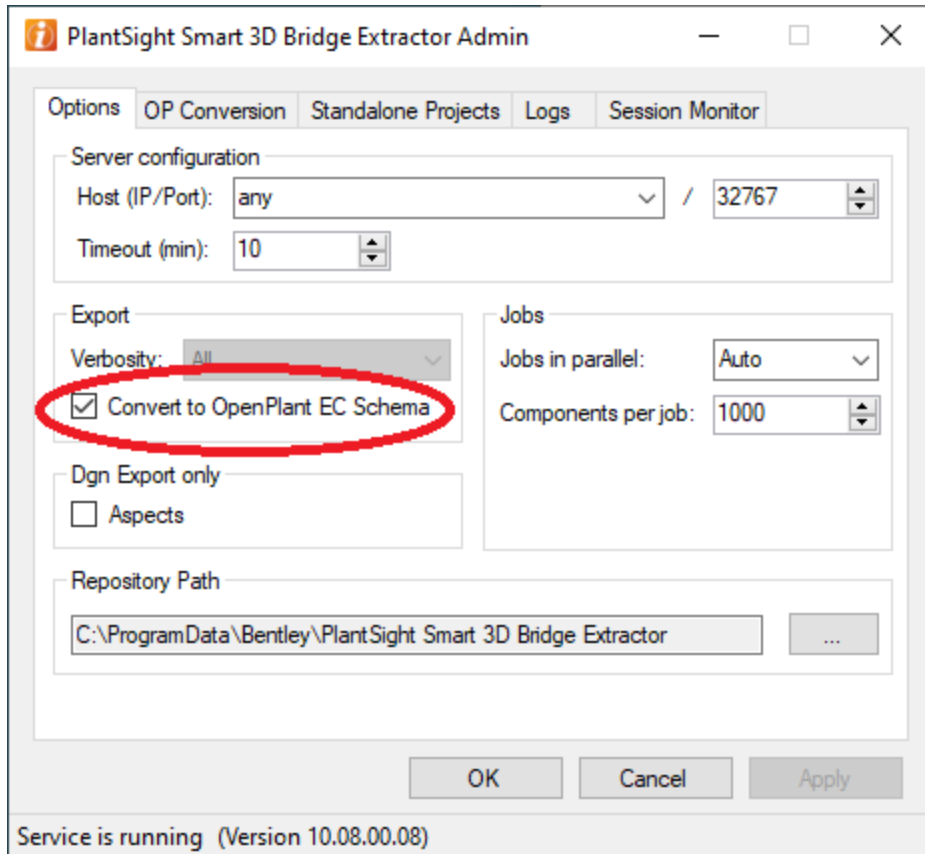 PlantSight Smart 3D Bridge Extractor Admin
Options OP Conversion Standalone Projects Logs Session Monitor
Server configuration
Host (IP/Port): any / 32767
Timeout (min): 10
Export Jobs
Verbosity: All Jobs in parallel: Auto
Convert to OpenPlant EC Schema Components per job: 1000
Dgn Export only
Aspects
Repository Path
C:\ProgramData\Bentley\PlantSight Smart 3D Bridge Extractor ...
OK Cancel Apply
Service is running (Version 10.08.00.08)